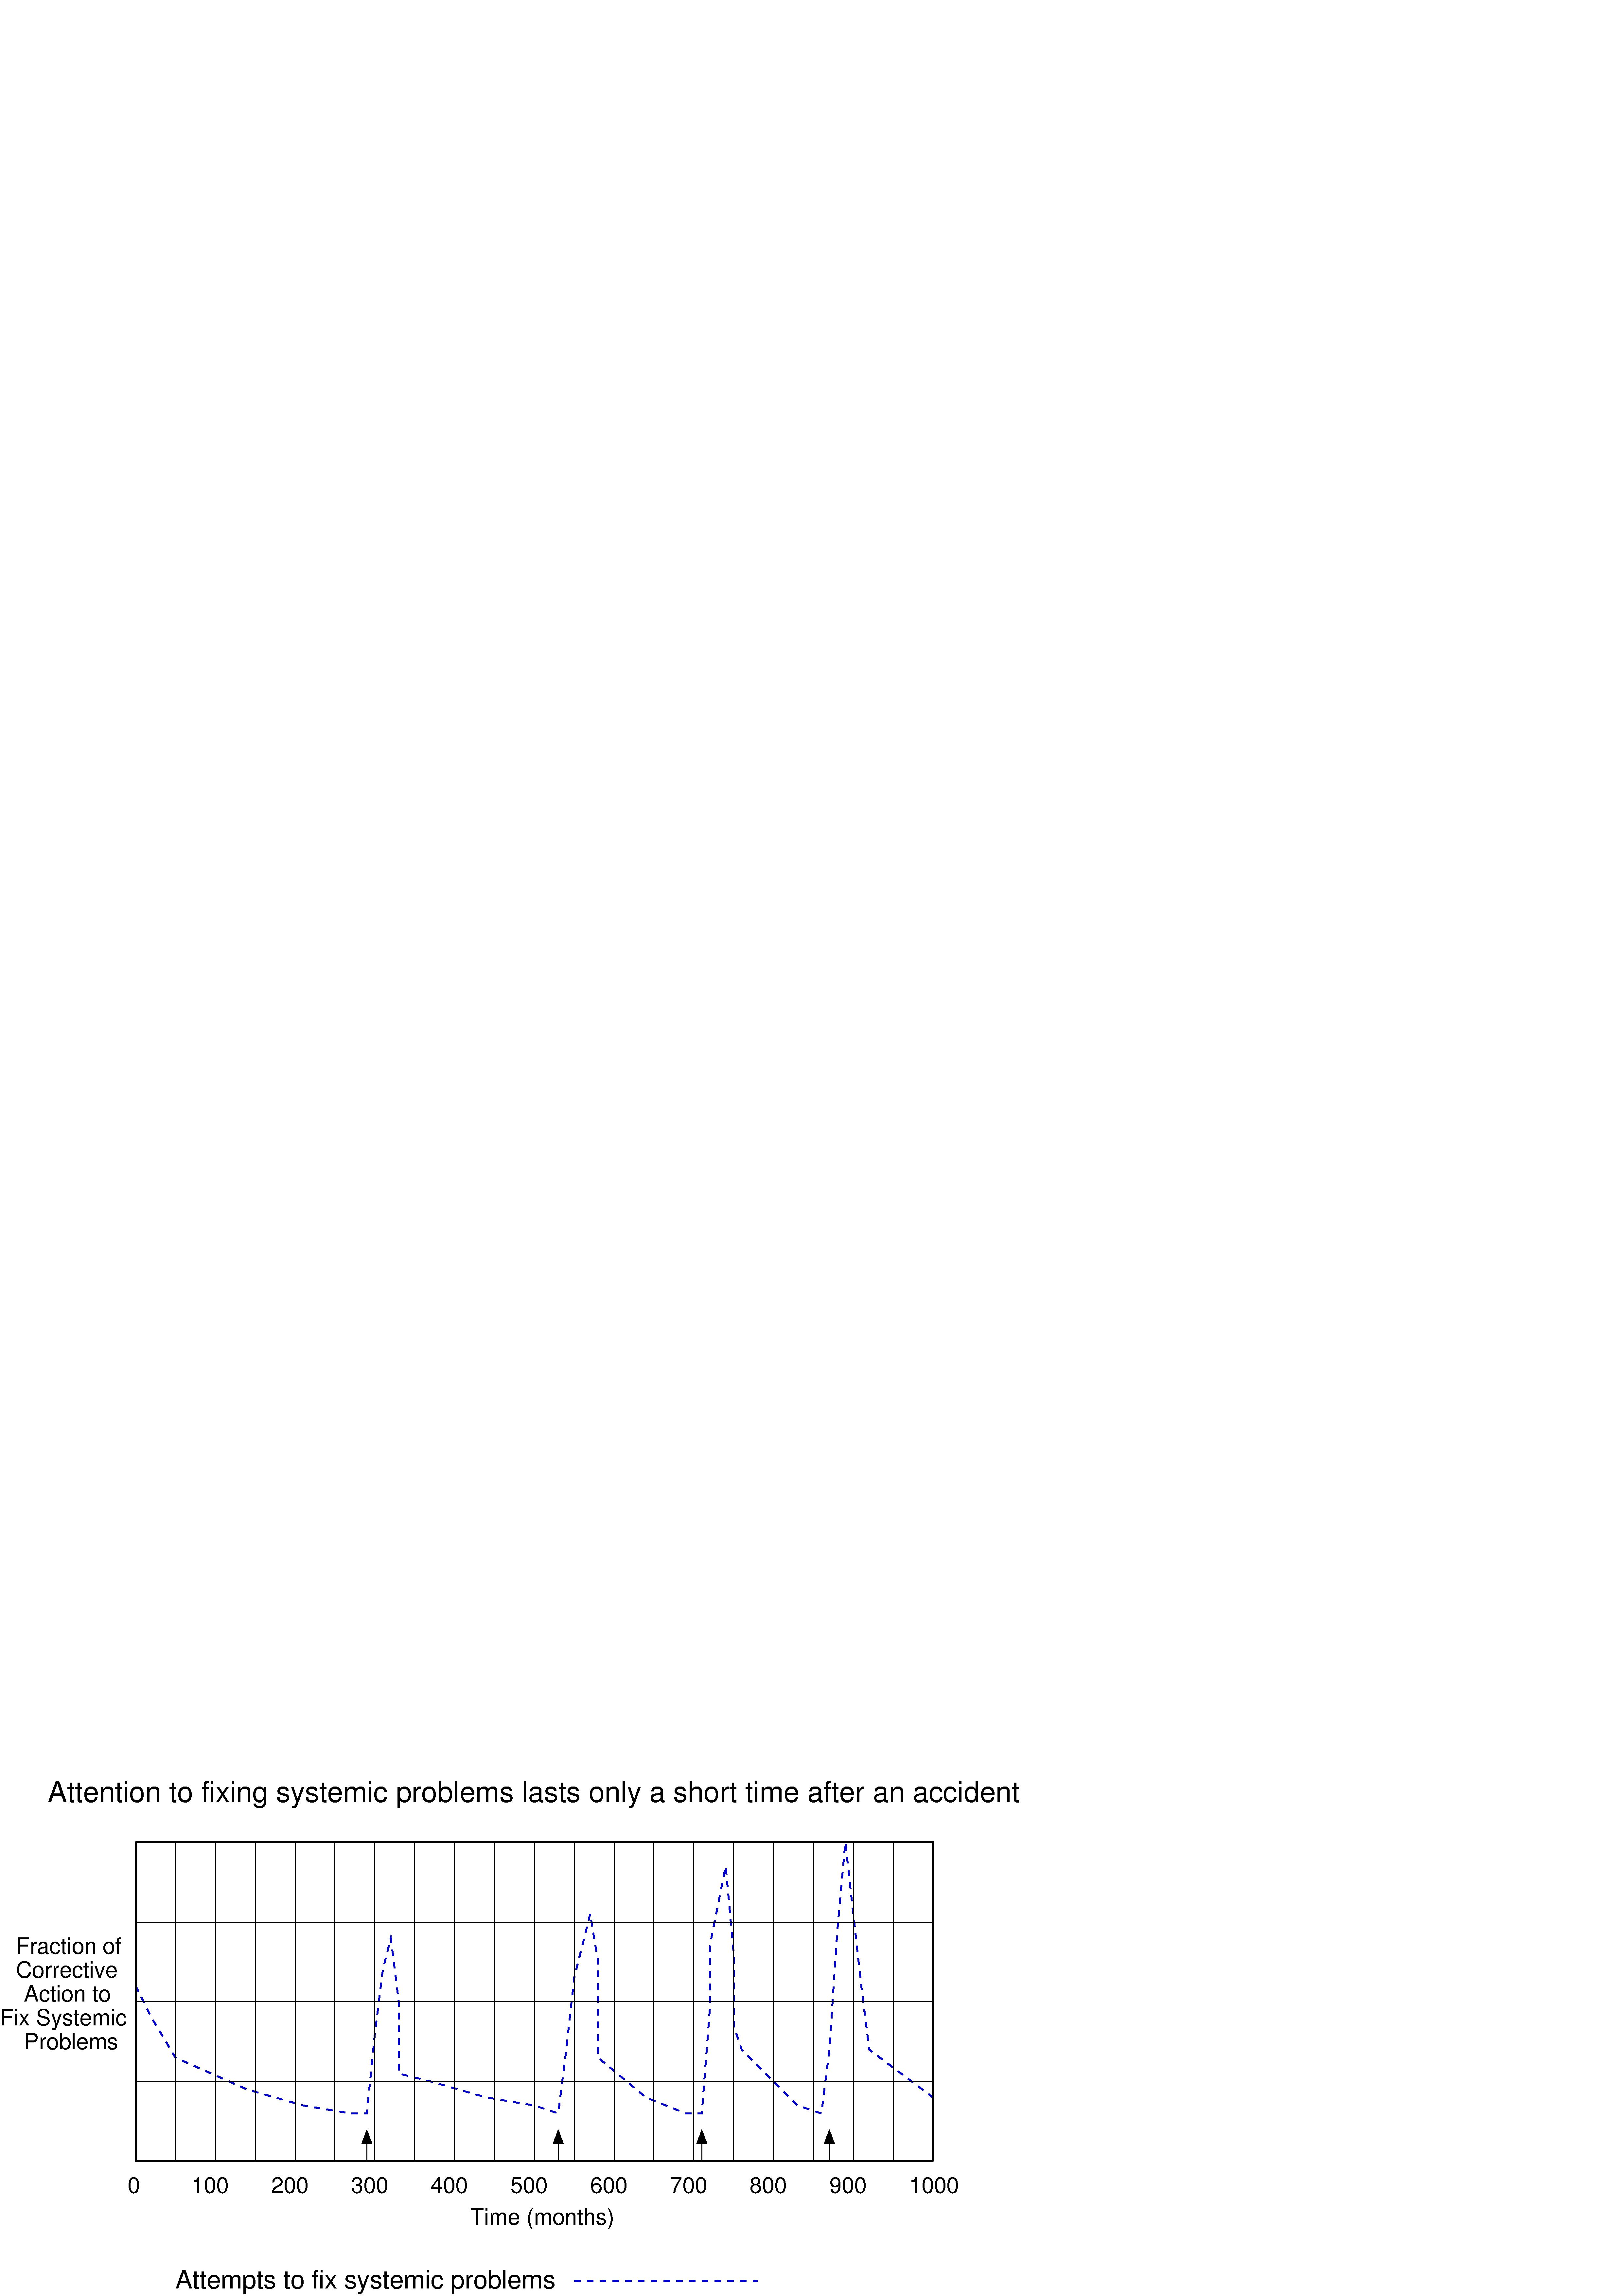 Attention to fixing systemic problems lasts only a short time after an accident
Fraction of
Corrective
Action to
Fix Systemic
Problems
0 100 200 300 400 500 600 700 800 900 1000
Time (months)
Attempts to fix systemic problems